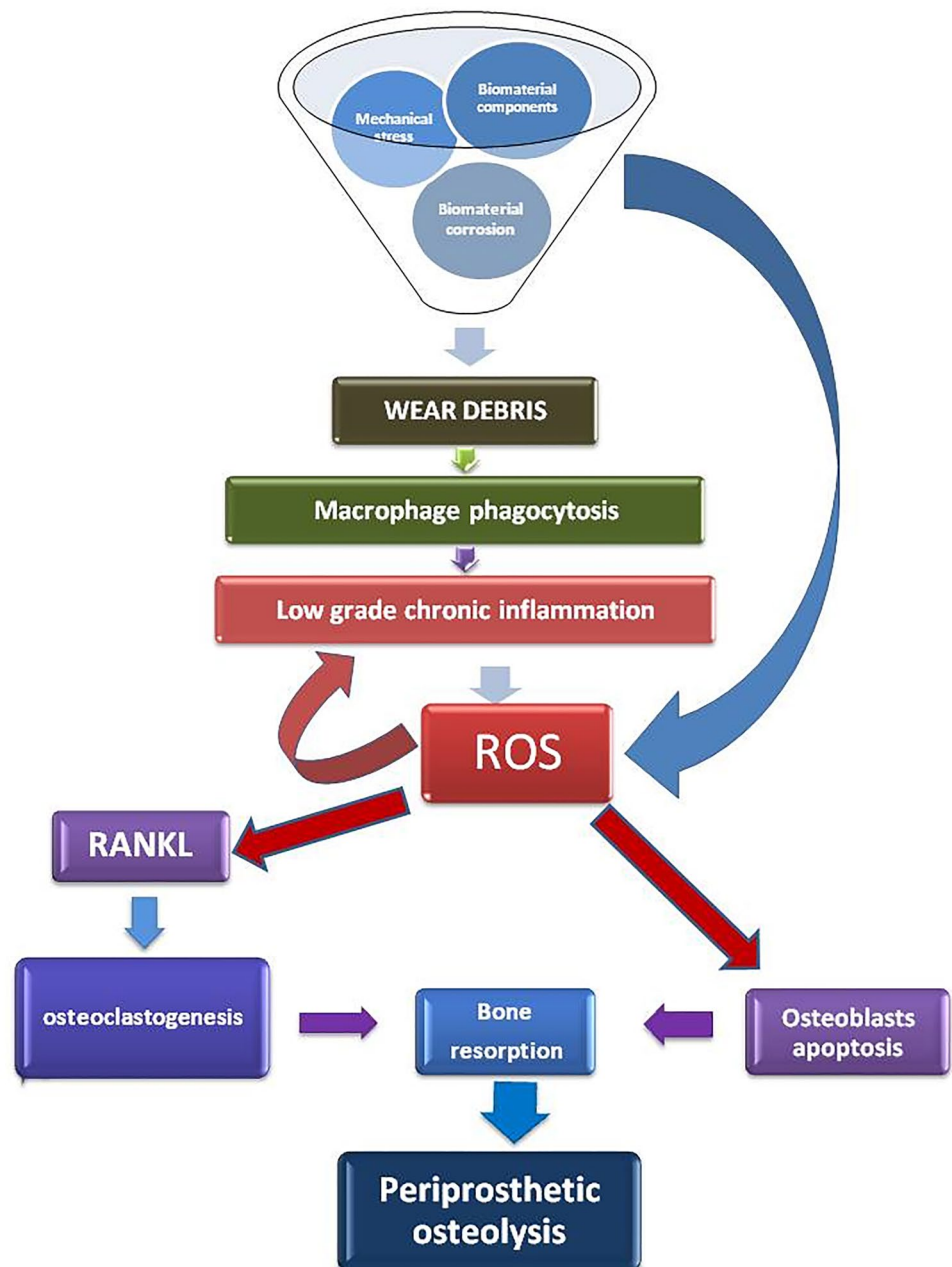 Biomaterial
components
Mechanical
stress
Biomaterial
corrosion
WEAR DEBRIS
Macrophage phagocytosis
Low grade chronic inflammation
ROS
RANKL
osteoclastogenesis
Bone
resorption
Osteoblasts
apoptosis
Periprosthetic
osteolysis